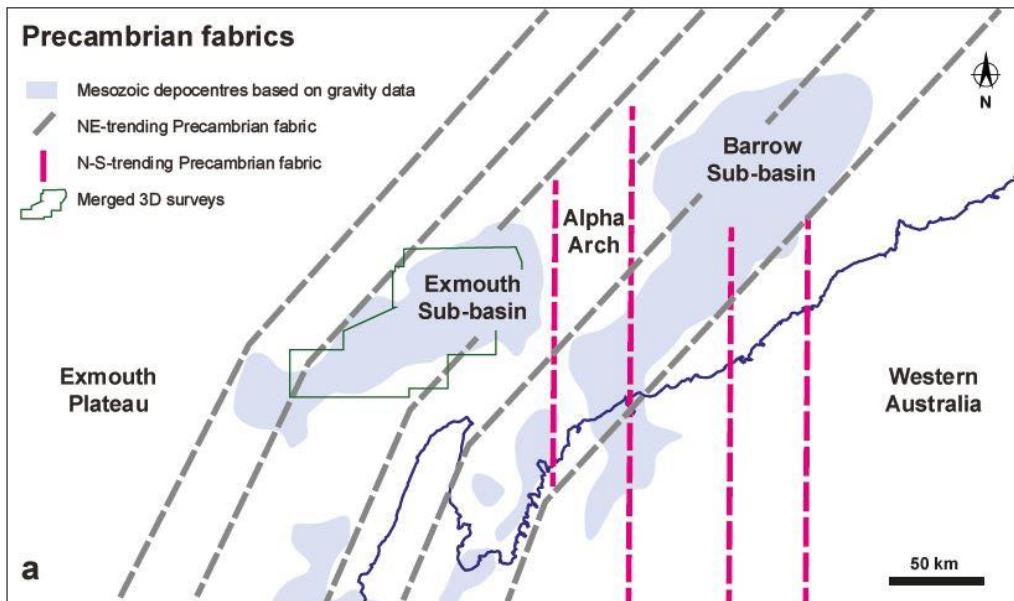 Precambrian fabrics
Mesozoic depocentres based on gravity data
NE-trending Precambrian fabric
N-S-trending Precambrian fabric
Merged 3D surveys
N
Barrow
Sub-basin
Alpha
Arch
Exmouth
Sub-basin
Exmouth
Plateau
Western
Australia
a
50 km